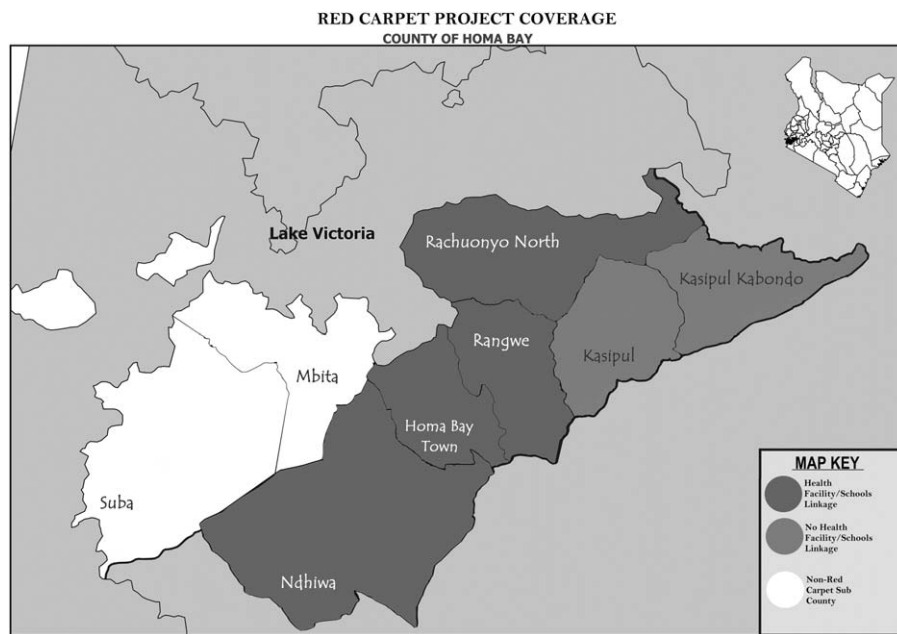 RED CARPET PROJECT COVERAGE
COUNTY OF HOMA BAY
Lake Victoria
Rachuonyo North
Kasipul Kabondo
Rangwe
Kasipul
Mbita
Homa Bay
Town
Suba
Ndhiwa
MAP KEY
Health
Facility/Schools
Linkage
No Health
Facility/Schools
Linkage
Non-Red
Carpet Sub
County